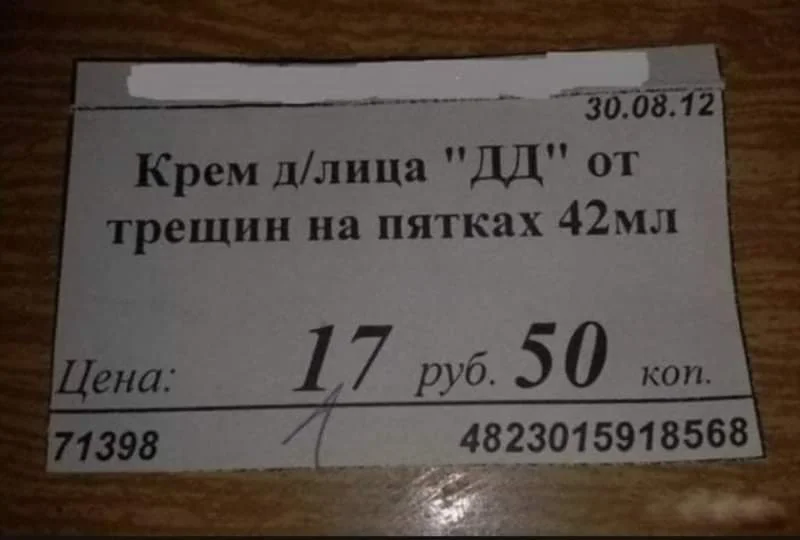 30.08.12
Крем д/лица "ДД" от
трещин на пятках 42мл
Цена: 17 руб. 50 коп.
71398 4823015918568